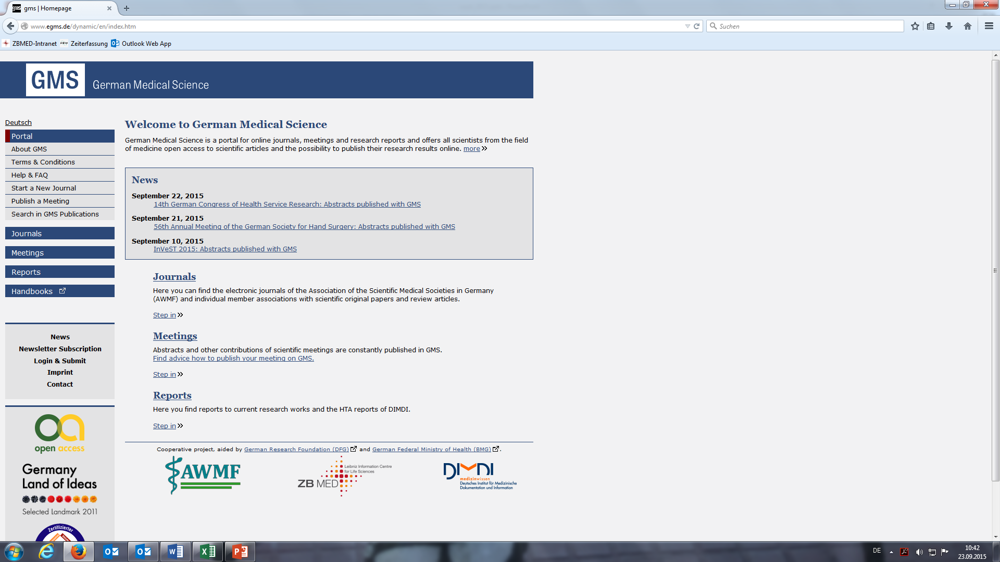 gms | Homepage
www.egms.de/dynamic/en/index.htm
Suchen
ZBMED-Intranet
Zeiterfassung
Outlook Web App
GMS
German Medical Science
Deutsch
Portal
About GMS
Terms & Conditions
Help & FAQ
Start a New Journal
Publish a Meeting
Search in GMS Publications
Journals
Meetings
Reports
Handbooks
News
Newsletter Subscription
Login & Submit
Imprint
Contact
open access
Germany
Land of Ideas
Selected Landmark 2011
Zertifizierter
Welcome to German Medical Science
German Medical Science is a portal for online journals, meetings and research reports and offers all scientists from the field
of medicine open access to scientific articles and the possibility to publish their research results online. more
News
September 22, 2015
14th German Congress of Health Service Research: Abstracts published with GMS
September 21, 2015
56th Annual Meeting of the German Society for Hand Surgery: Abstracts published with GMS
September 10, 2015
InVeST 2015: Abstracts published with GMS
Journals
Here you can find the electronic journals of the Association of the Scientific Medical Societies in Germany
(AWMF) and individual member associations with scientific original papers and review articles.
Step in
Meetings
Abstracts and other contributions of scientific meetings are constantly published in GMS.
Find advice how to publish your meeting on GMS.
Step in
Reports
Here you find reports to current research works and the HTA reports of DIMDI.
Step in
Cooperative project, aided by German Research Foundation (DFG) and German Federal Ministry of Health (BMG).
AWMF
ZB MED
Leibniz Information Centre
for Life Sciences
DIMDI
medizinwissen
Deutsches Institut für Medizinische
Dokumentation und Information
DE
10:42
23.09.2015